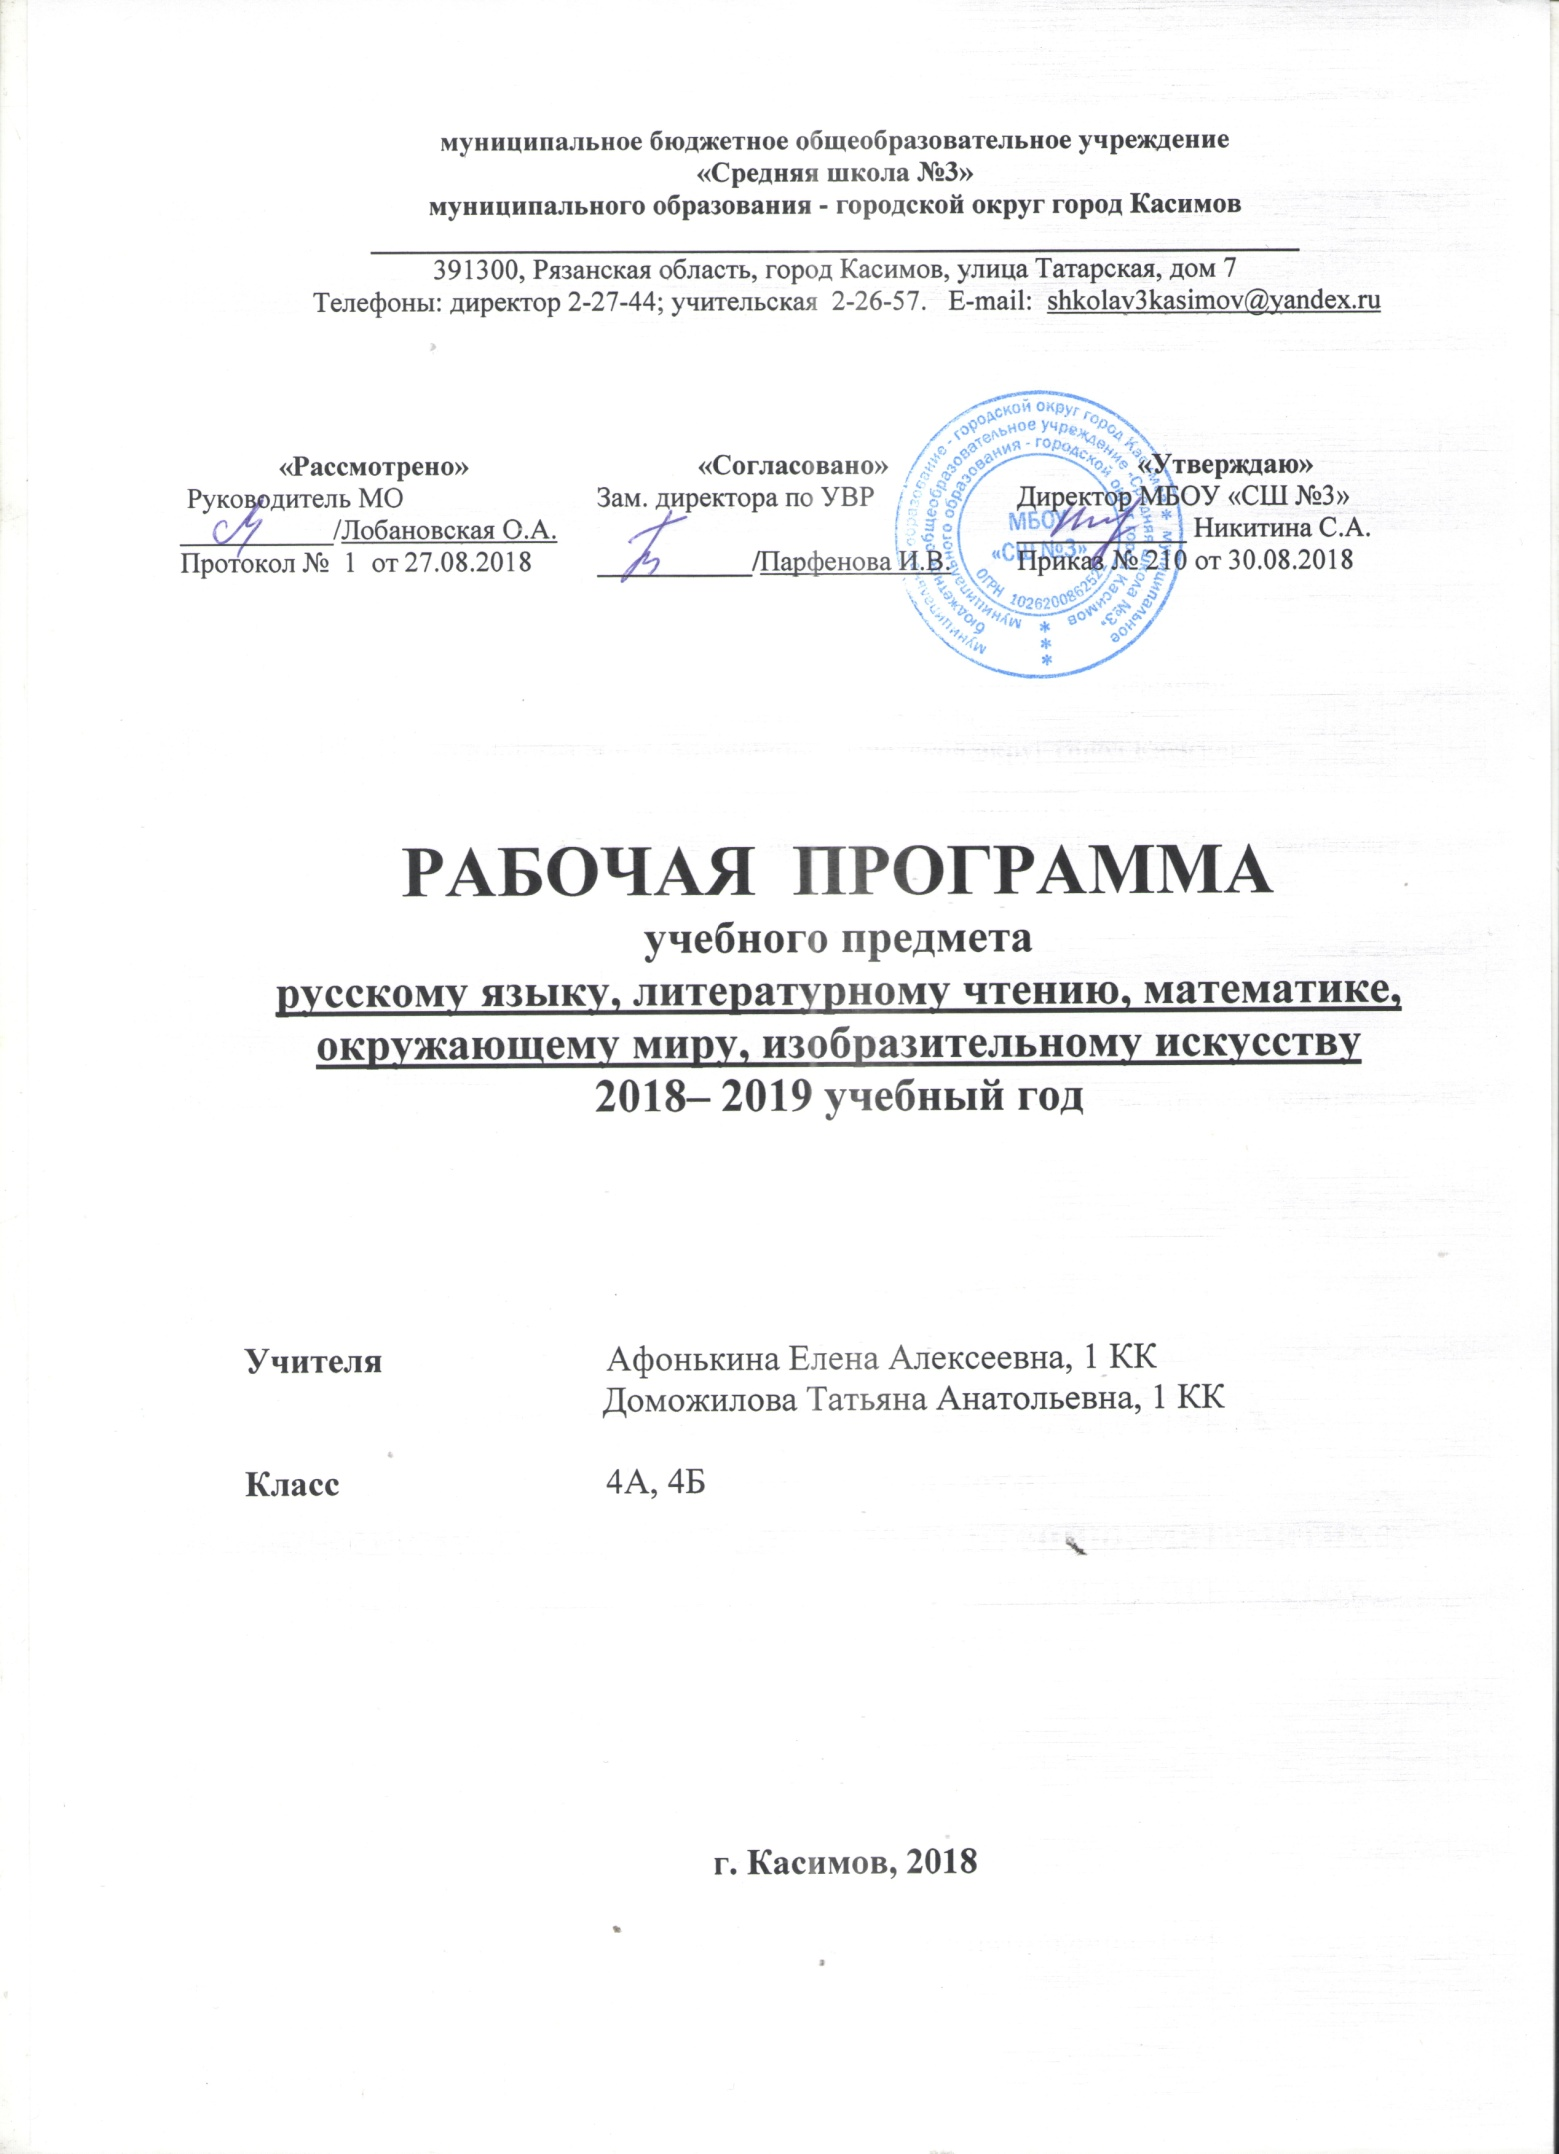 муниципальное бюджетное общеобразовательное учреждение
«Средняя школа №3»
муниципального образования - городской округ город Касимов
391300, Рязанская область, город Касимов, улица Татарская, дом 7
Телефоны: директор 2-27-44; учительская 2-26-57. E-mail: shkolav3kasimov@yandex.ru
«Рассмотрено»
Руководитель МО
/Лобановская О.А.
Протокол № 1 от 27.08.2018
«Согласовано»
Зам. директора по УВР
/Парфенова И.В.
«Утверждаю»
Директор МБОУ «СШ №3»
Никитина С.А.
Приказ № 210 от 30.08.2018
МБОУ
«СШ №3»
РАБОЧАЯ ПРОГРАММА
учебного предмета
русскому языку, литературному чтению, математике,
окружающему миру, изобразительному искусству
2018– 2019 учебный год
Учителя
Афонькина Елена Алексеевна, 1 КК
Доможилова Татьяна Анатольевна, 1 КК
Класс
4А, 4Б
г. Касимов, 2018